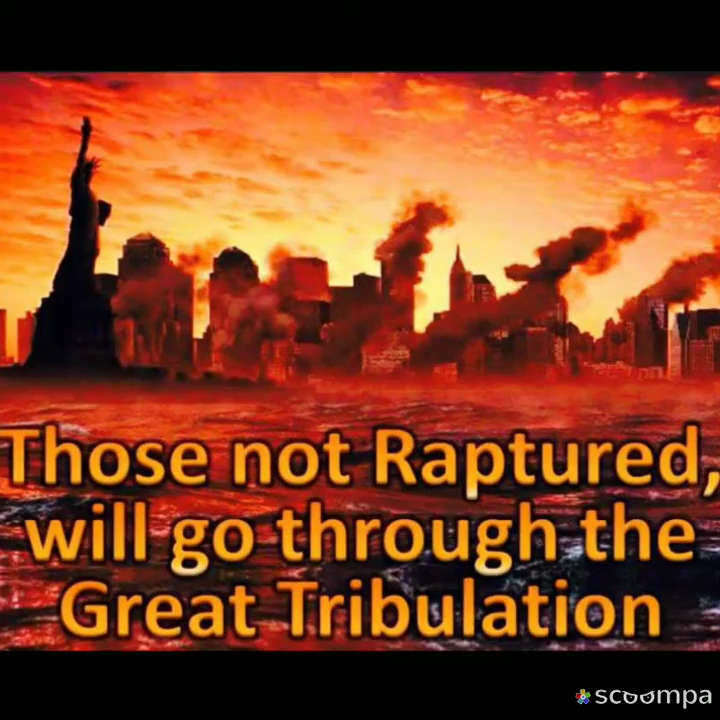 Those not Raptured,
will go through the
Great Tribulation
scoompa